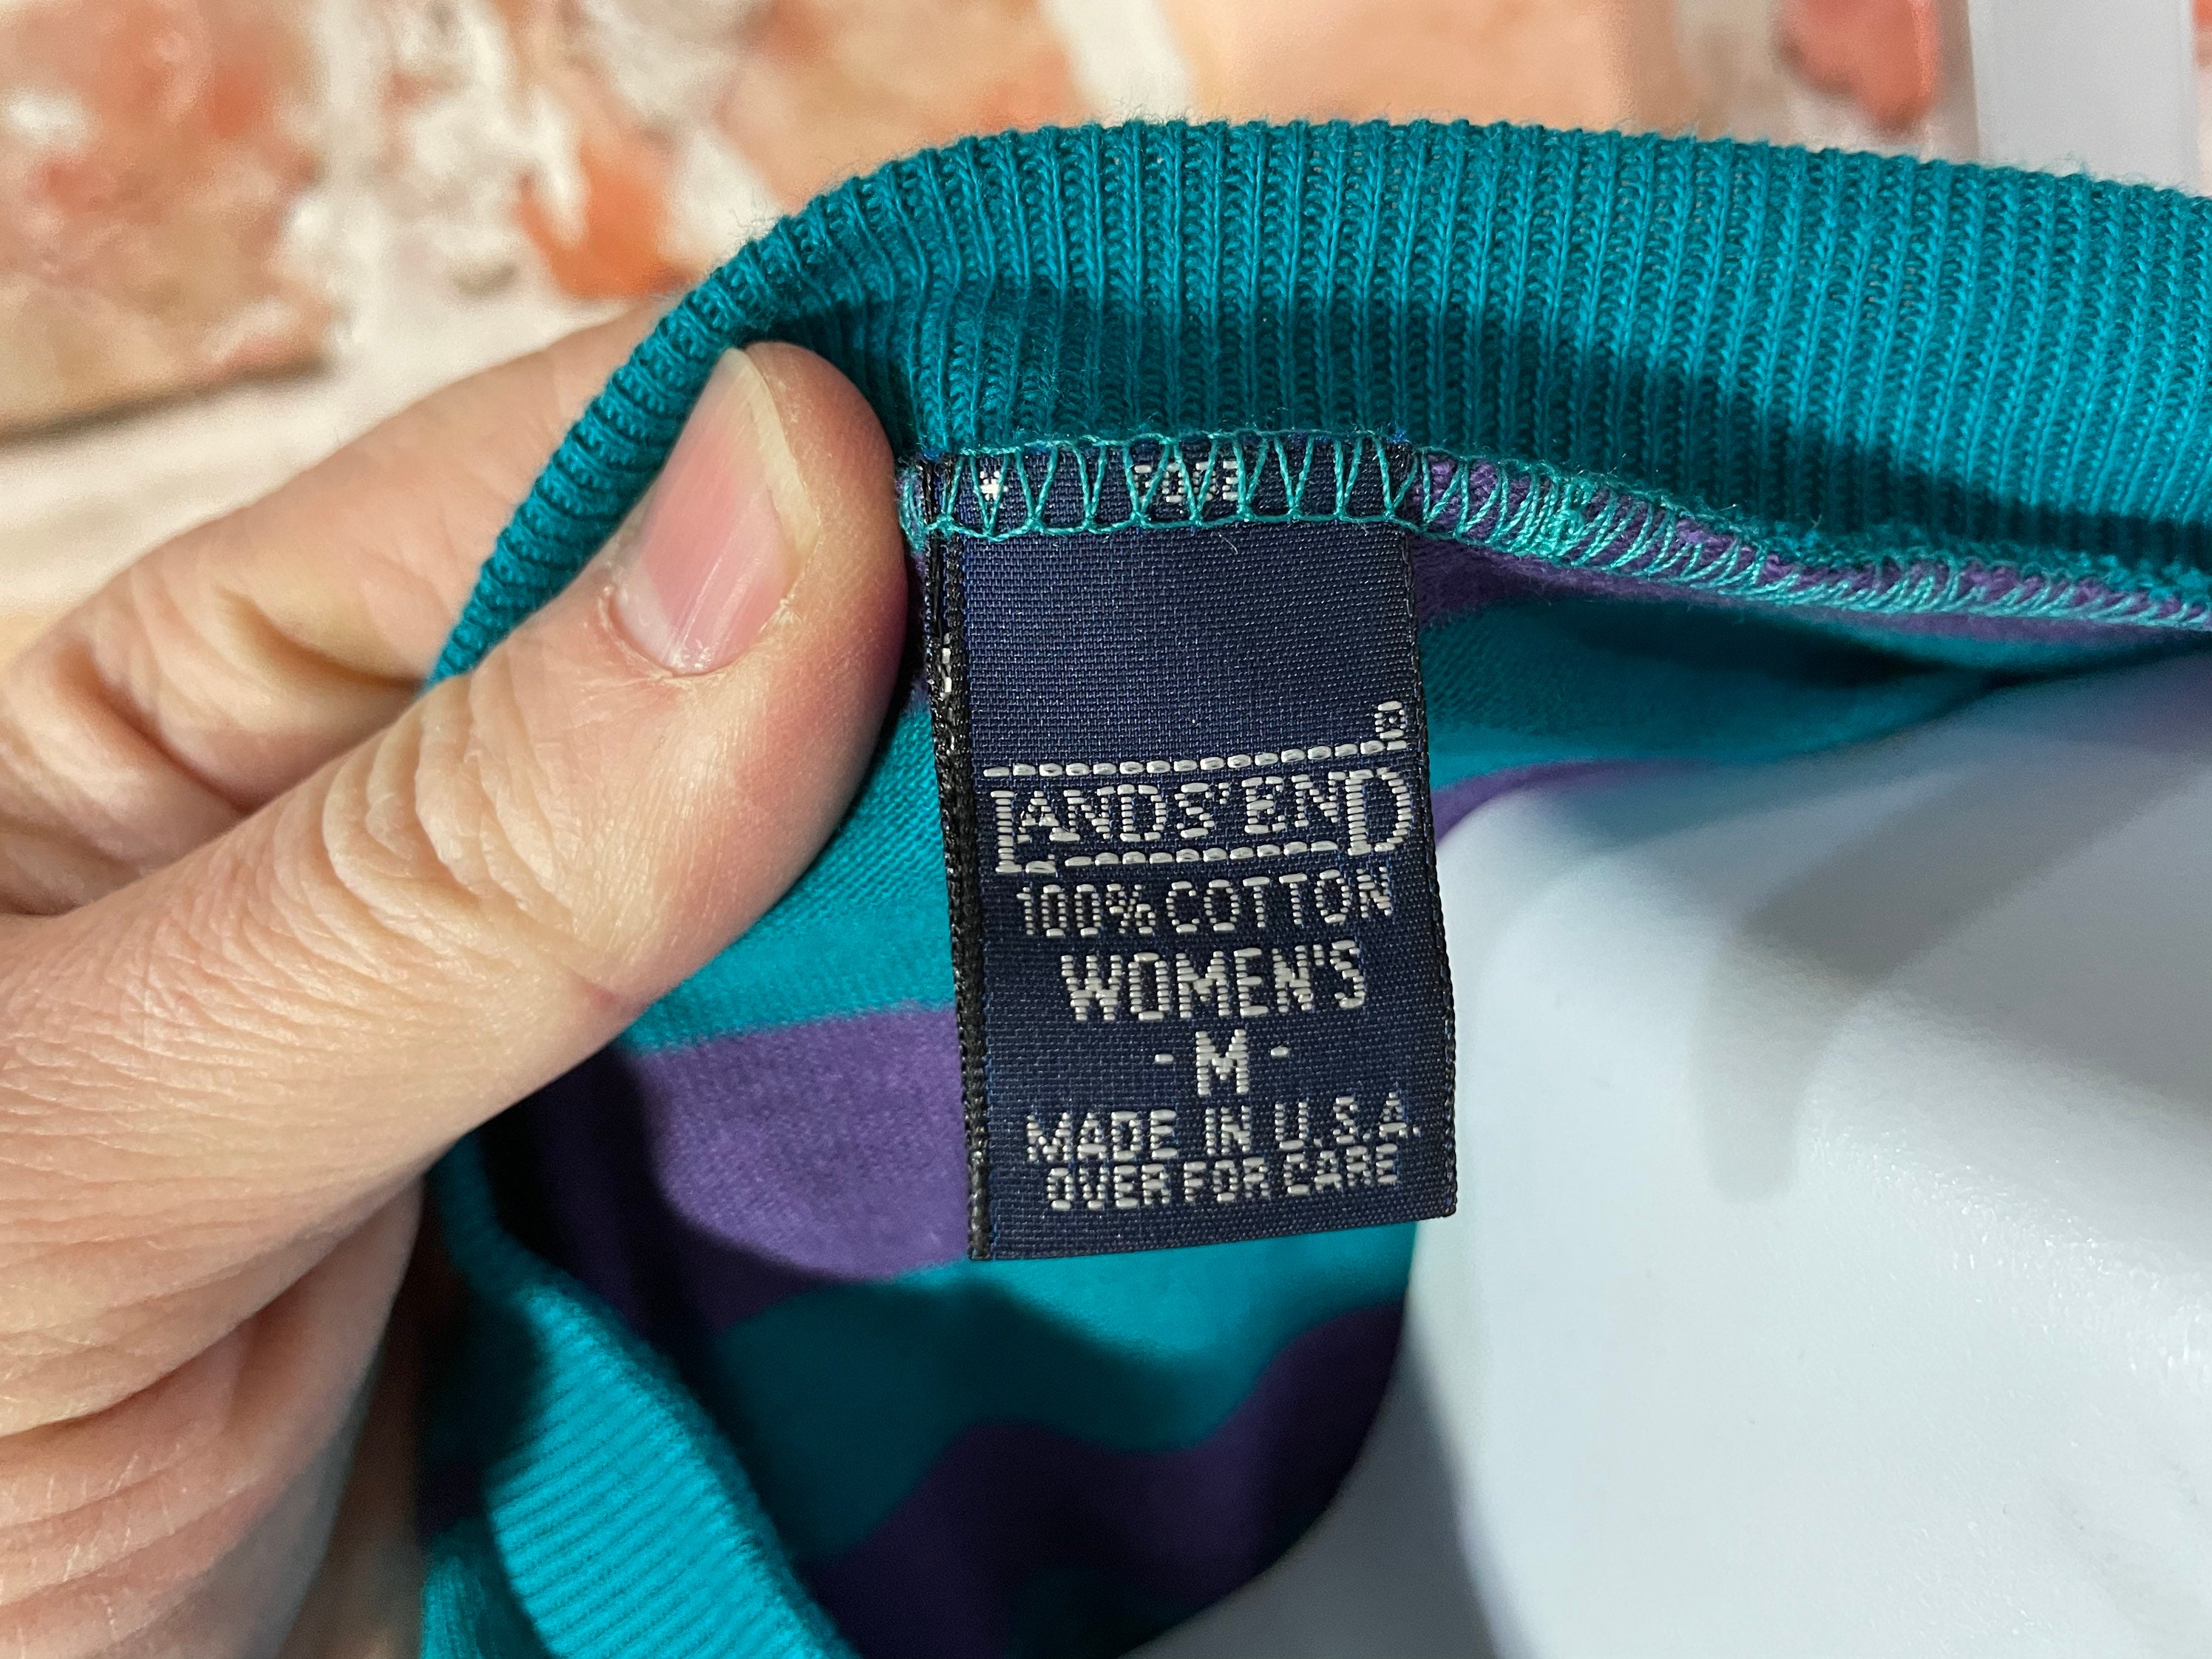 LANDS' END
100% COTTON
WOMEN'S
- M -
MADE IN U.S.A.
OVER FOR CARE